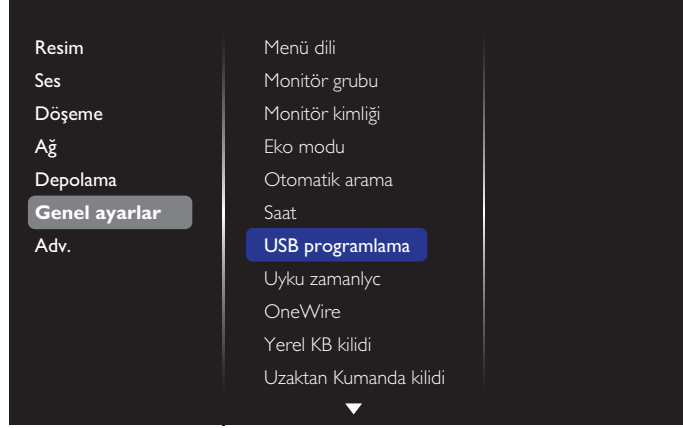 Resim
Ses
Döşeme
Ağ
Depolama
Genel ayarlar
Adv.
Menü dili
Monitör grubu
Monitör kimliği
Eko modu
Otomatik arama
Saat
USB programlama
Uyku zamanlyc
OneWire
Yerel KB kilidi
Uzaktan Kumanda kilidi